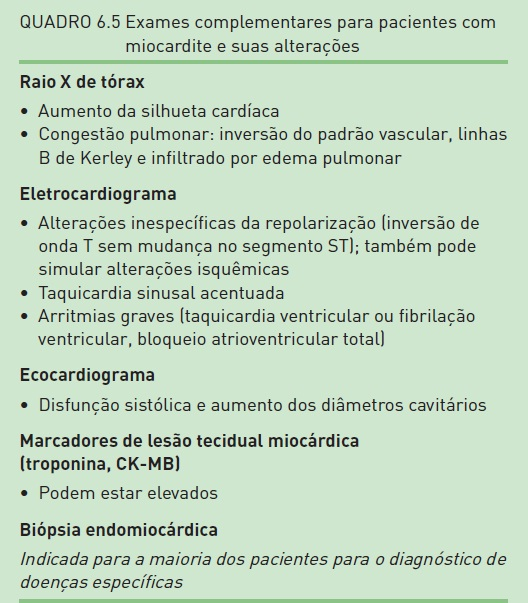 QUADRO 6.5 Exames complementares para pacientes com
miocardite e suas alterações
Raio X de tórax
• Aumento da silhueta cardíaca
• Congestão pulmonar: inversão do padrão vascular, linhas
B de Kerley e infiltrado por edema pulmonar
Eletrocardiograma
• Alterações inespecíficas da repolarização (inversão de
onda T sem mudança no segmento ST); também pode
simular alterações isquêmicas
• Taquicardia sinusal acentuada
• Arritmias graves (taquicardia ventricular ou fibrilação
ventricular, bloqueio atrioventricular total)
Ecocardiograma
• Disfunção sistólica e aumento dos diâmetros cavitários
Marcadores de lesão tecidual miocárdica
(troponina, CK-MB)
• Podem estar elevados
Biópsia endomiocárdica
Indicada para a maioria dos pacientes para o diagnóstico de
doenças específicas